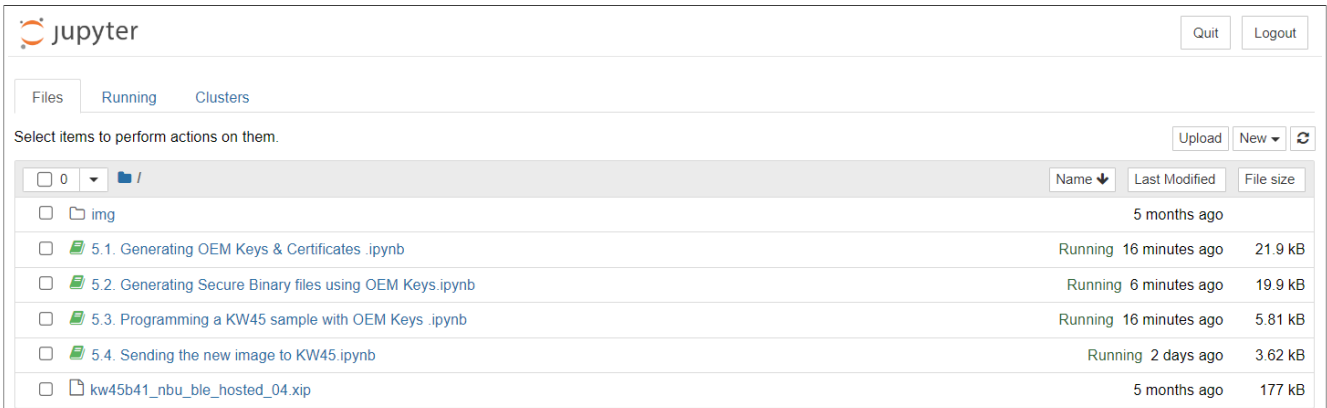 jupyter Quit Logout
Files Running Clusters
Select items to perform actions on them. Upload New
0 / Name Last Modified File size
img 5 months ago
5.1. Generating OEM Keys & Certificates .ipynb Running 16 minutes ago 21.9 kB
5.2. Generating Secure Binary files using OEM Keys.ipynb Running 6 minutes ago 19.9 kB
5.3. Programming a KW45 sample with OEM Keys .ipynb Running 16 minutes ago 5.81 kB
5.4. Sending the new image to KW45.ipynb Running 2 days ago 3.62 kB
kw45b41_nbu_ble_hosted_04.xip 5 months ago 177 kB